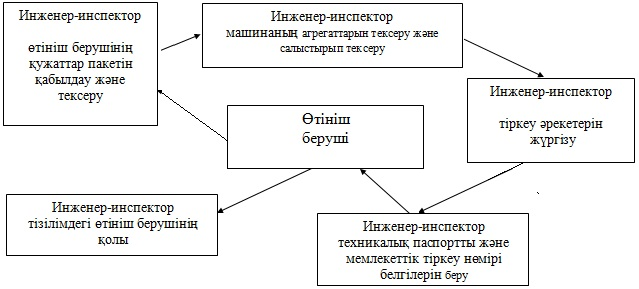 Инженер-инспектор
өтініш берушінің
құжаттар пакетін
қабылдау және
тексеру
Инженер-инспектор
машинаның агрегаттарын тексеру және
салыстырып тексеру
Инженер-инспектор
тіркеу әрекетерін
жүргізу
Өтініш
беруші
Инженер-инспектор
тізілімдегі өтініш берушінің
қолы
Инженер-инспектор
техникалық паспортты және
мемлекеттік тіркеу нөмірі
белгілерін беру